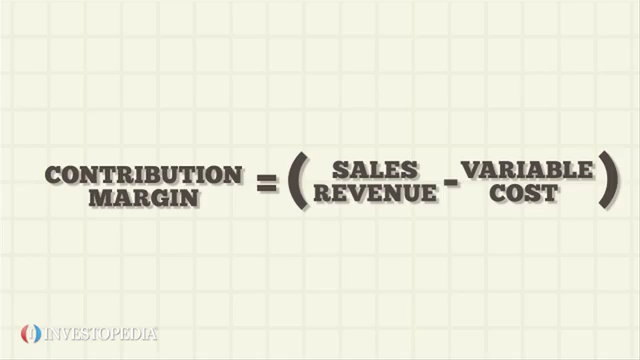 CONTRIBUTION MARGIN = ( SALES REVENUE - VARIABLE COST )
INVESTOPEDIA